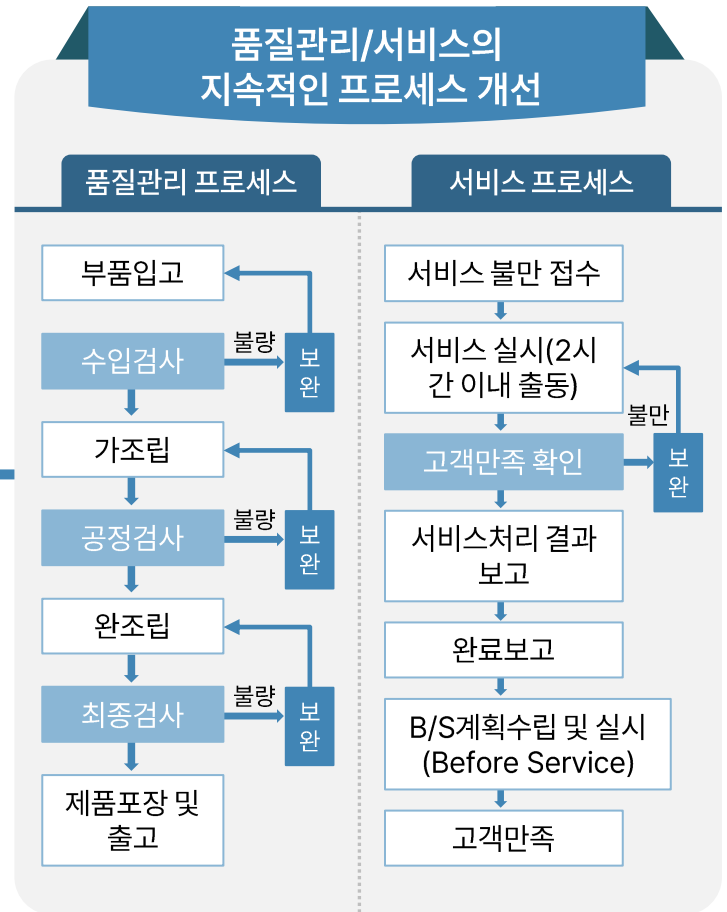 품질관리/서비스의
지속적인 프로세스 개선
품질관리 프로세스
부품입고
수입검사
불량
보
완
가조립
공정검사
불량
보
완
완조립
최종검사
불량
보
완
제품포장 및
출고
서비스 프로세스
서비스 불만 접수
서비스 실시(2시
간 이내 출동)
불만
고객만족 확인
보
완
서비스처리 결과
보고
완료보고
B/S계획수립 및 실시
(Before Service)
고객만족